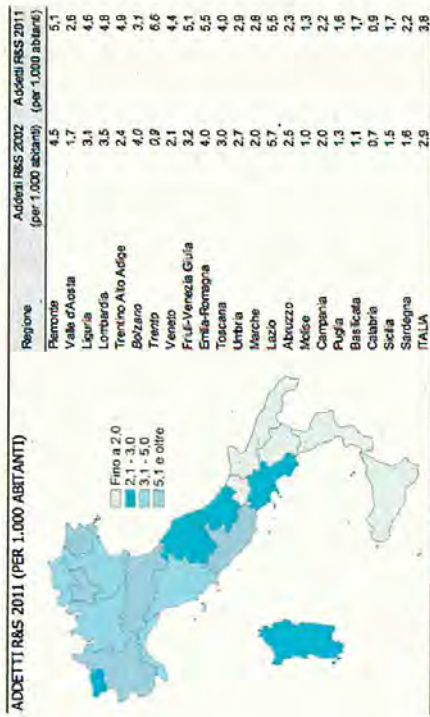 ADDETTI R&S 2011 (PER 1.000 ABITANTI)
Fino a 2,0
2,1 - 3,0
3,1 - 5,0
5,1 e oltre
Regione Addetti R&S 2002 (per 1.000 abitanti) Addetti R&S 2011 (per 1.000 abitanti)
Piemonte 4,5 5,1
Valle d'Aosta 1,7 2,6
Liguria 3,1 4,6
Lombardia 3,5 4,8
Trentino Alto Adige 2,4 4,9
Bolzano 4,0 3,1
Trento 0,9 6,6
Veneto 2,1 4,4
Friuli-Venezia Giulia 3,2 5,1
Emilia-Romagna 4,0 5,5
Toscana 3,0 4,0
Umbria 2,7 2,9
Marche 2,0 2,8
Lazio 5,7 5,5
Abruzzo 2,5 2,3
Molise 1,0 1,3
Campania 2,0 2,2
Puglia 1,3 1,6
Basilicata 1,1 1,7
Calabria 0,7 0,9
Sicilia 1,5 1,7
Sardegna 1,6 2,2
ITALIA 2,9 3,8